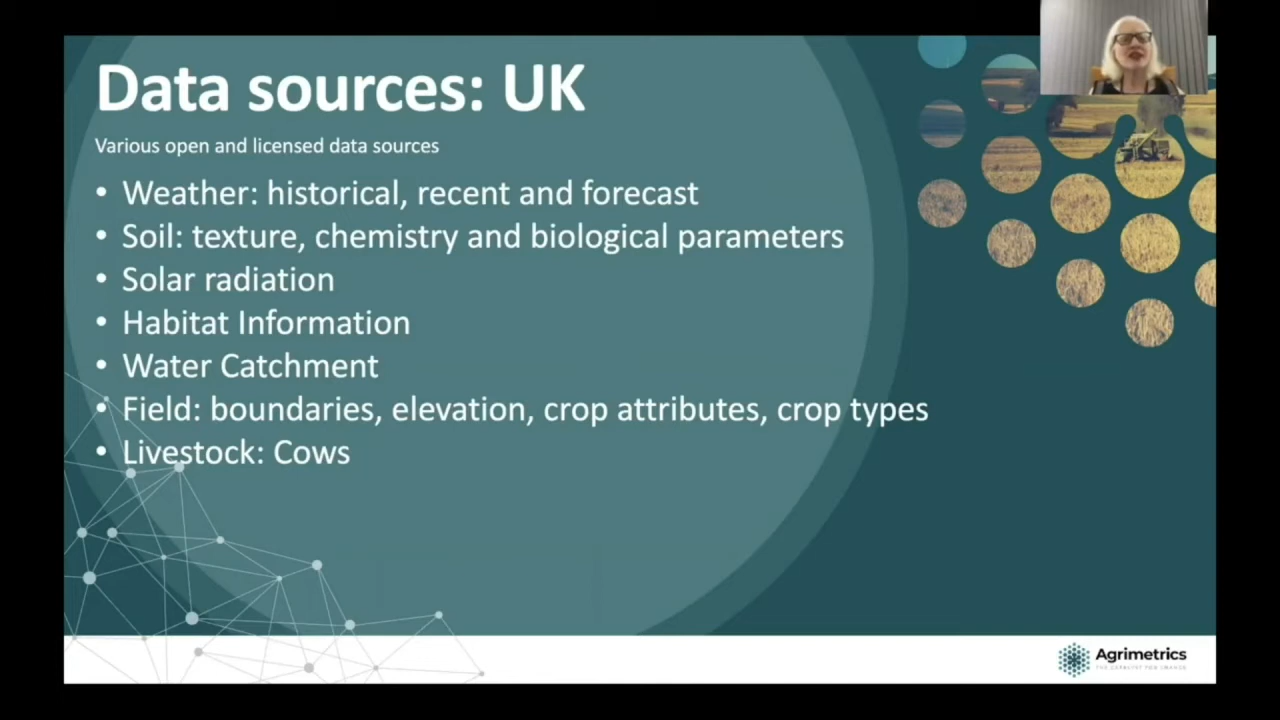 Data sources: UK
Various open and licensed data sources
• Weather: historical, recent and forecast
• Soil: texture, chemistry and biological parameters
• Solar radiation
• Habitat Information
• Water Catchment
• Field: boundaries, elevation, crop attributes, crop types
• Livestock: Cows
Agrimetrics